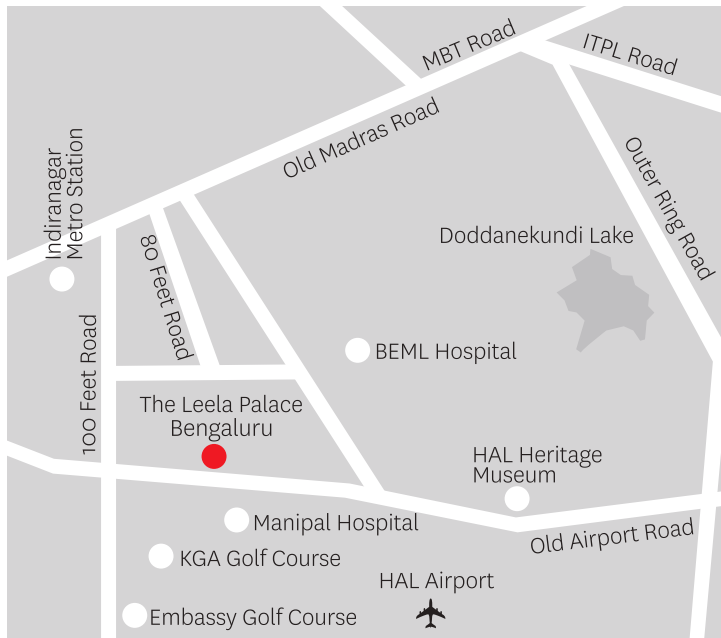 MBT Road
ITPL Road
Old Madras Road
Indiranagar
Metro Station
Outer Ring Road
Doddanekundi Lake
80 Feet Road
100 Feet Road
BEML Hospital
The Leela Palace
Bengaluru
HAL Heritage
Museum
Manipal Hospital
Old Airport Road
KGA Golf Course
HAL Airport
Embassy Golf Course